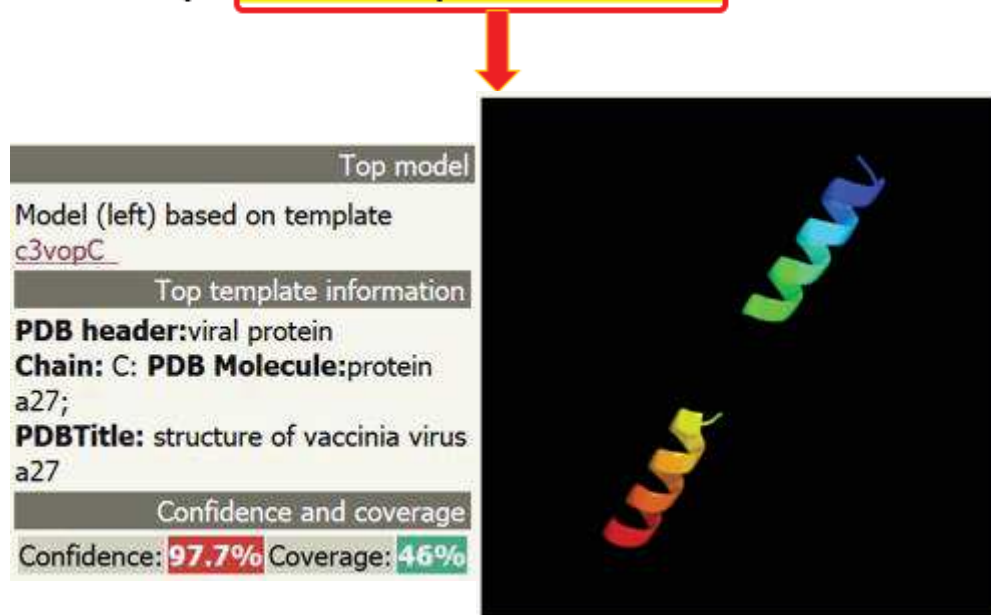 Top model
Model (left) based on template
c3vopC_
Top template information
PDB header:viral protein
Chain: C: PDB Molecule:protein
a27;
PDBTitle: structure of vaccinia virus
a27
Confidence and coverage
Confidence: 97.7% Coverage: 46%